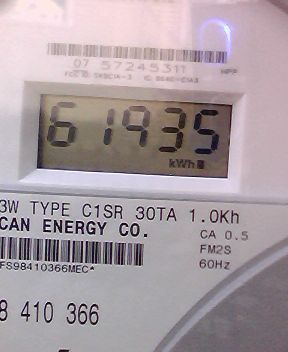 07 57245311
61935
kWh
3W TYPE C1SR 30TA 1.0Kh
CAN ENERGY CO.
CA 0.5
FM2S
60Hz
FS98410366MEC*
8 410 366